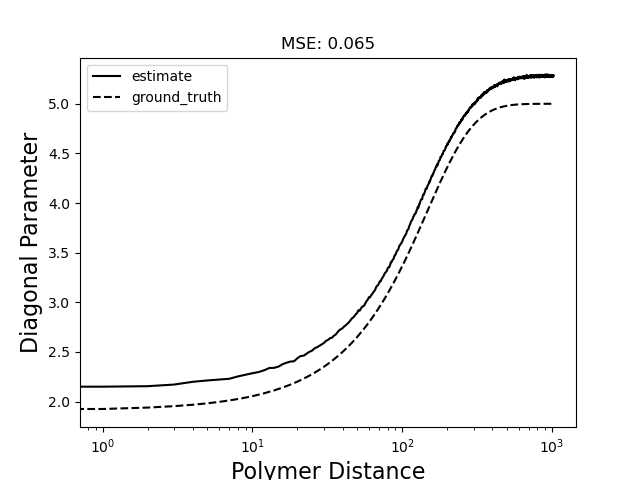 MSE: 0.065
estimate
ground_truth
Diagonal Parameter
5.0
4.5
4.0
3.5
3.0
2.5
2.0
10⁰ 10¹ 10² 10³
Polymer Distance